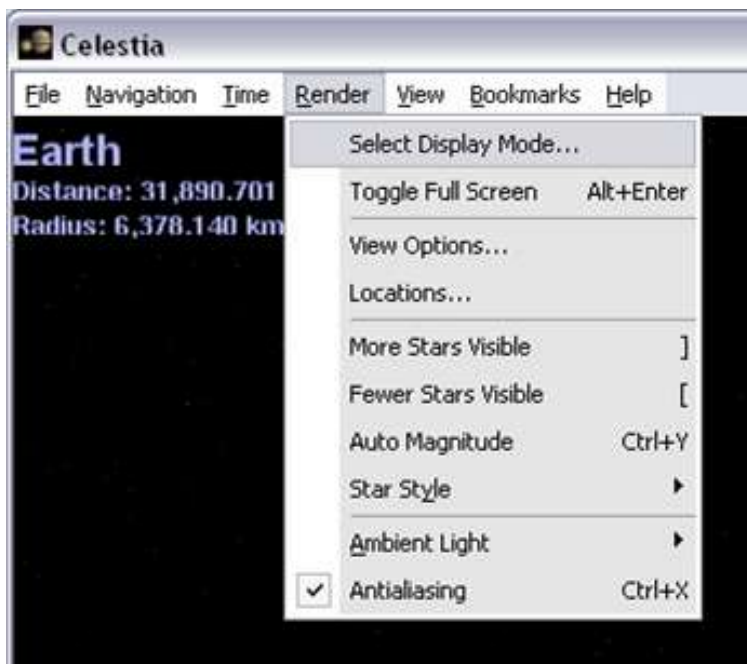 Celestia
File Navigation Time Render View Bookmarks Help
Earth
Distance: 31,890.701
Radius: 6,378.140 km
Select Display Mode...
Toggle Full Screen Alt+Enter
View Options...
Locations...
More Stars Visible ]
Fewer Stars Visible [
Auto Magnitude Ctrl+Y
Star Style
Ambient Light
Antialiasing Ctrl+X